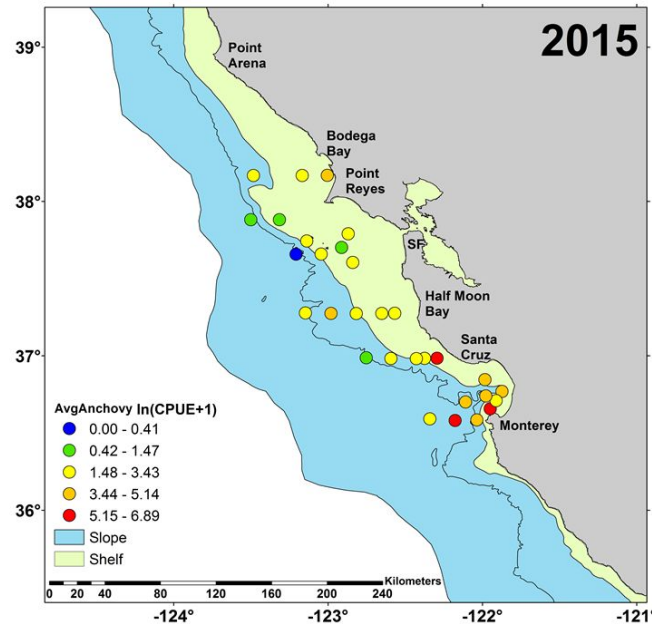 2015
39°
Point
Arena
Bodega
Bay
Point
Reyes
38°
SF
Half Moon
Bay
Santa
Cruz
37°
Monterey
AvgAnchovy ln(CPUE+1)
0.00 - 0.41
0.42 - 1.47
1.48 - 3.43
3.44 - 5.14
5.15 - 6.89
Slope
Shelf
36°
Kilometers
0 20 40 80 120 160 200 240
-124° -123° -122° -121°